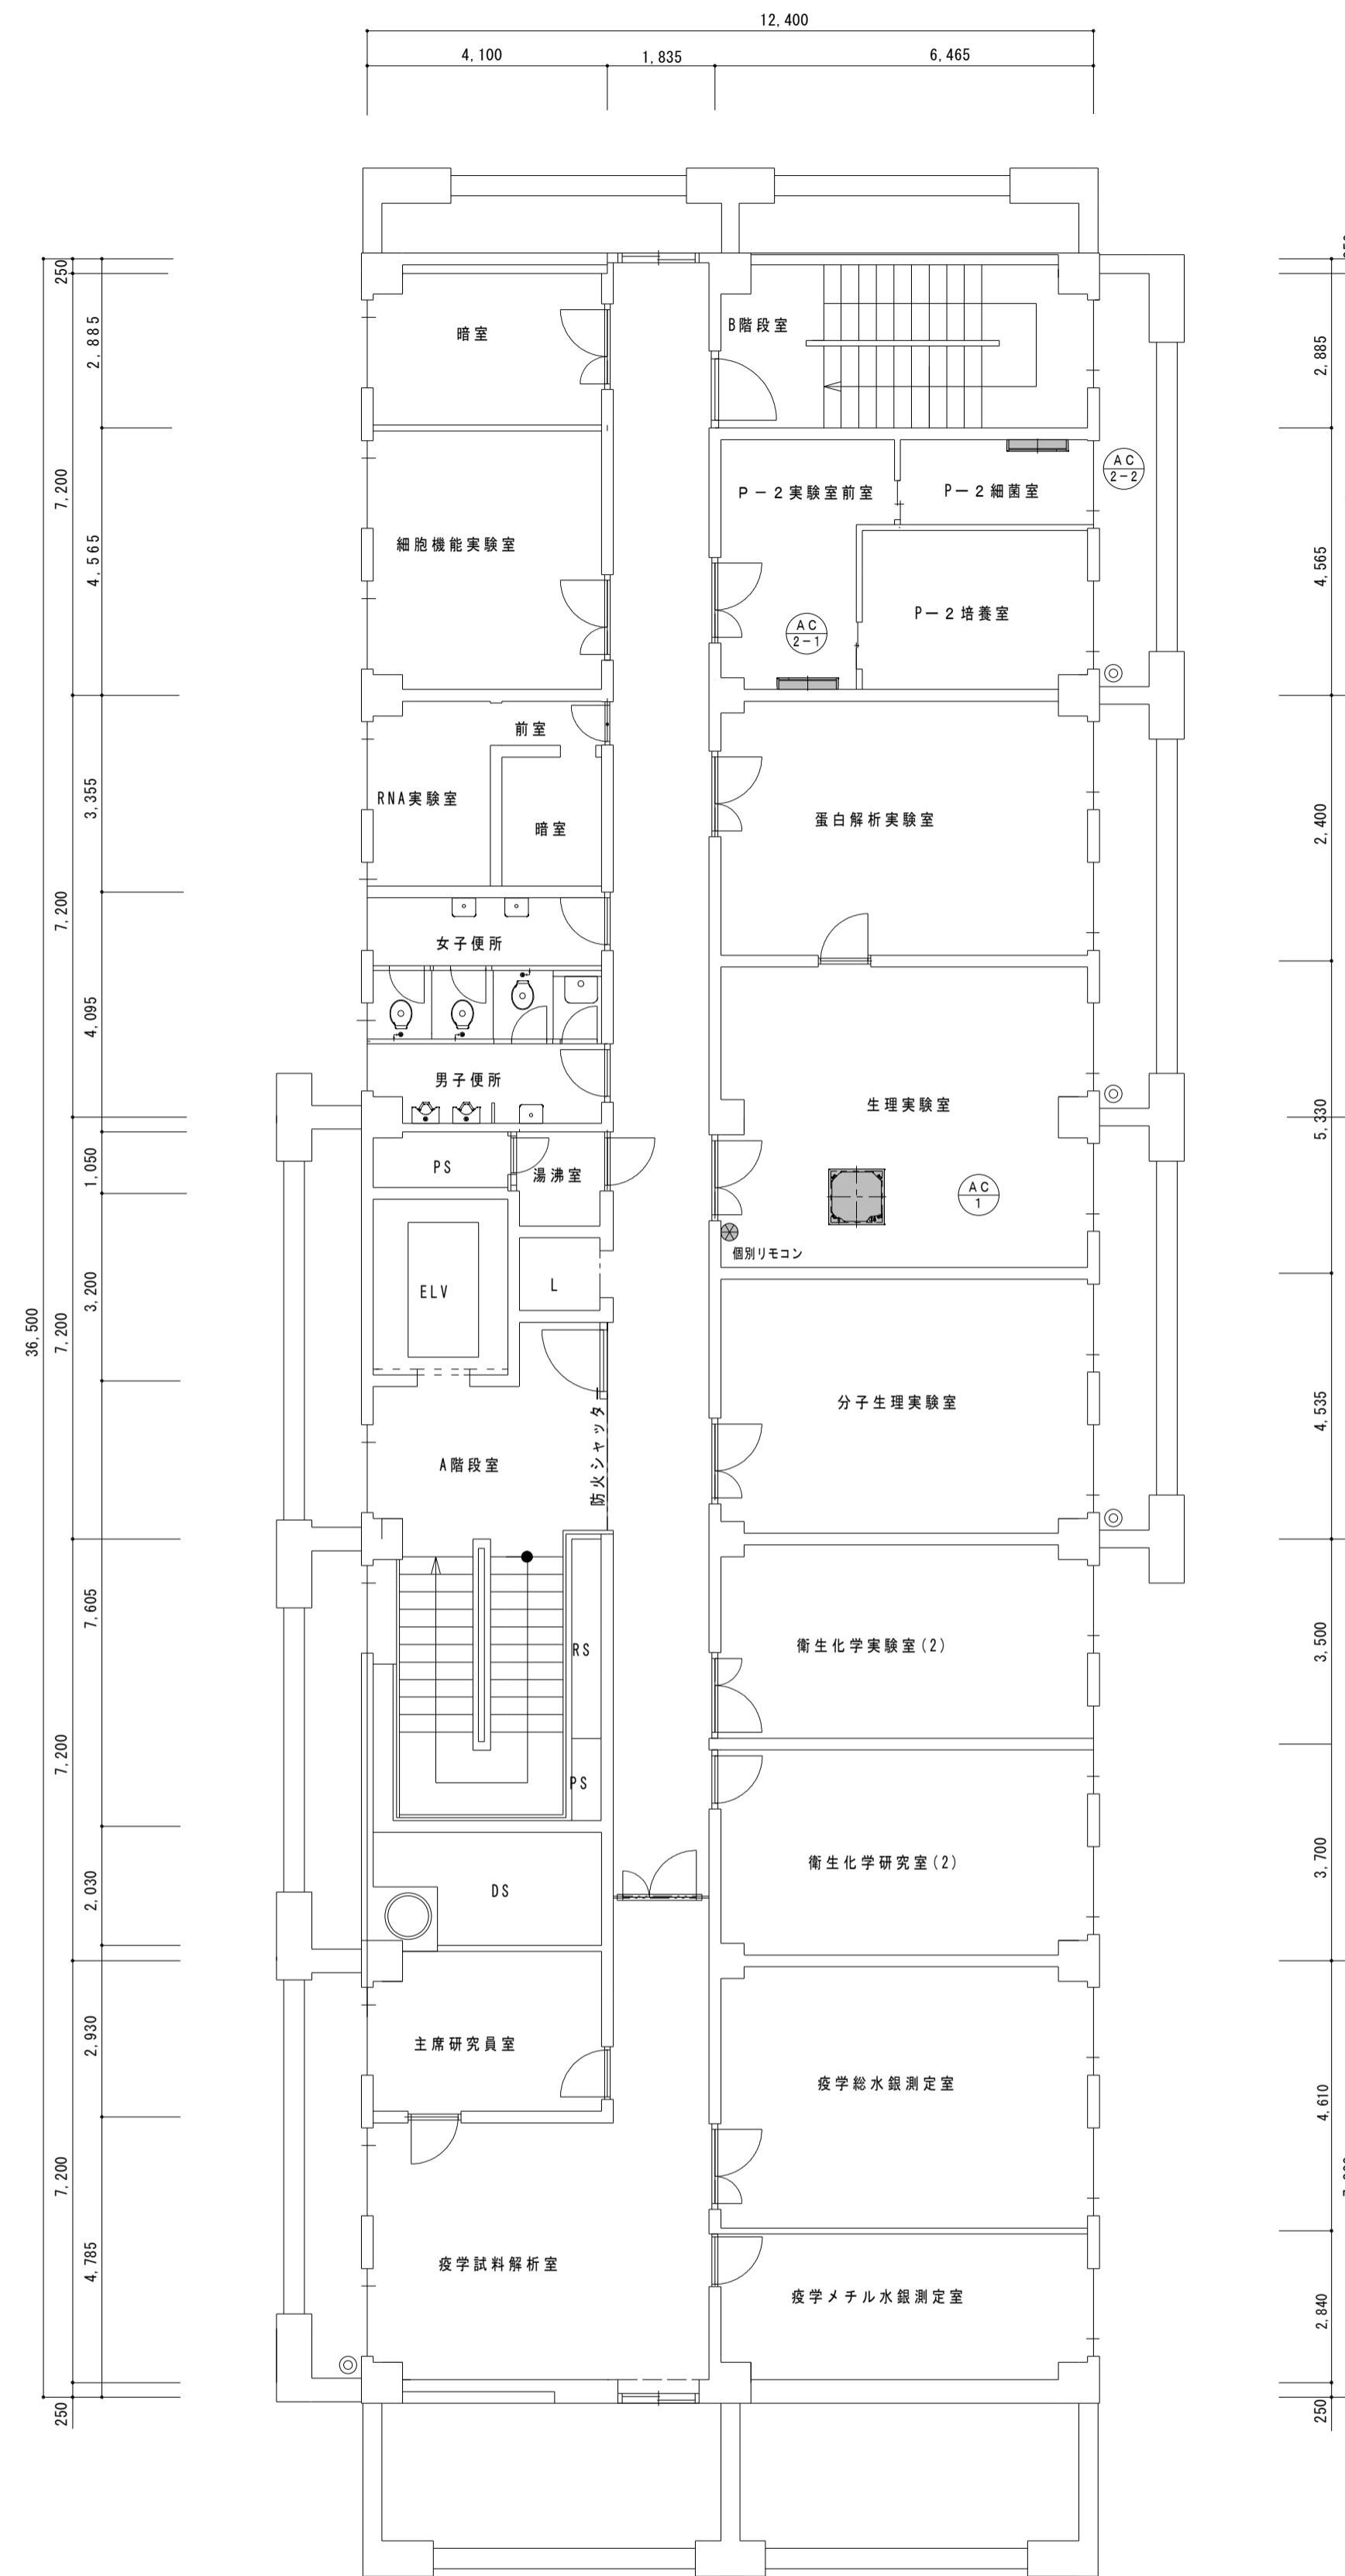 12,400
4,100
1,835
6,465
250
2,885
7,200
4,565
3,355
7,200
4,095
1,050
3,200
7,200
36,500
7,605
7,200
2,030
2,930
7,200
4,785
250
暗室
B階段室
P－2実験室前室
P－2細菌室
AC
2-2
細胞機能実験室
P－2培養室
AC
2-1
前室
RNA実験室
暗室
蛋白解析実験室
女子便所
男子便所
生理実験室
PS
湯沸室
AC
1
個別リモコン
ELV
L
分子生理実験室
A階段室
防火シャッター
衛生化学実験室(2)
RS
PS
衛生化学研究室(2)
DS
主席研究員室
疫学総水銀測定室
疫学試料解析室
疫学メチル水銀測定室
2,885
4,565
2,400
5,330
4,535
3,500
3,700
4,610
2,840
250